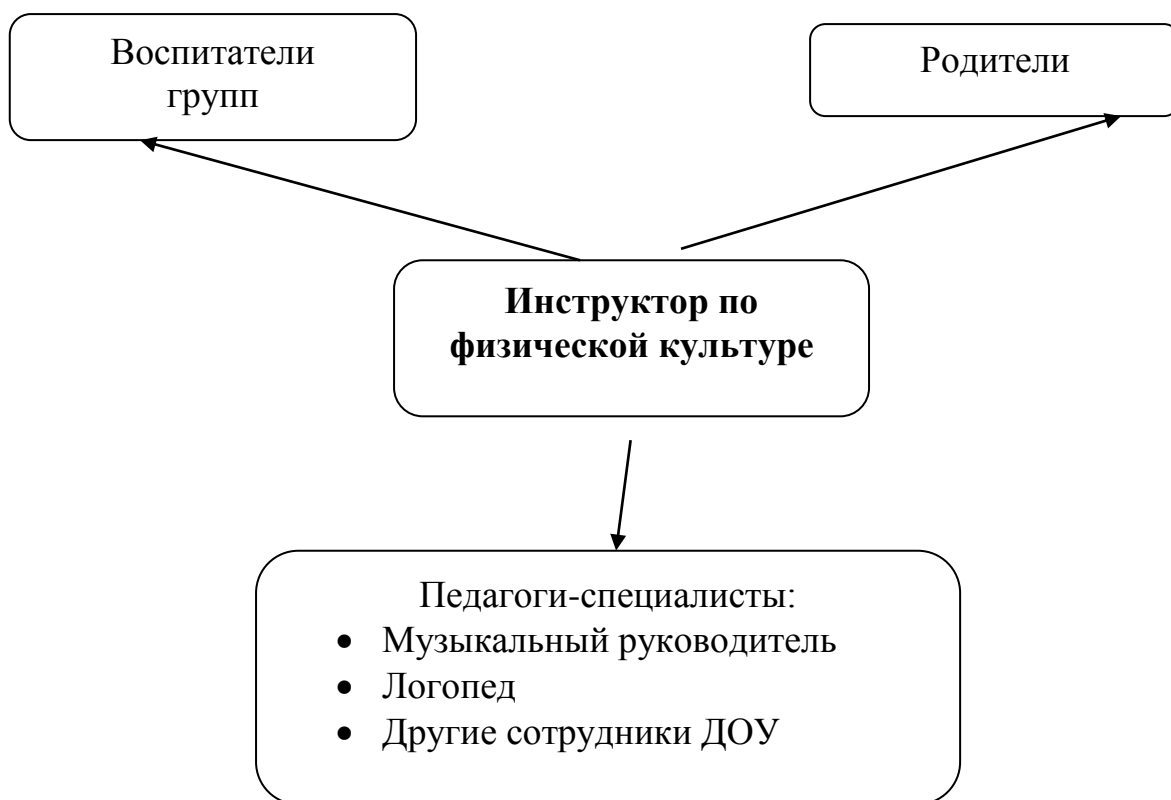 Воспитатели
групп
Родители
Инструктор по
физической культуре
Педагоги-специалисты:
• Музыкальный руководитель
• Логопед
• Другие сотрудники ДОУ